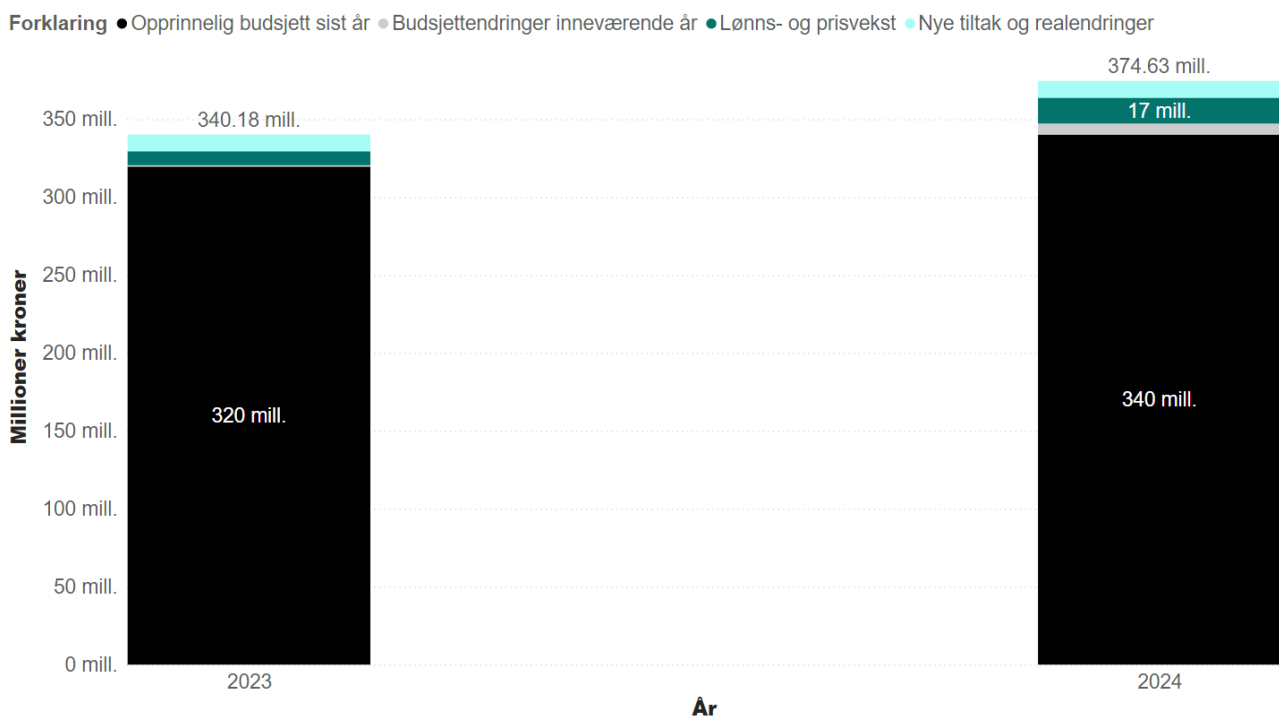 Forklaring Opprinnelig budsjett sist år Budsjettendringer inneværende år Lønns- og prisvekst Nye tiltak og realendringer
374.63 mill.
350 mill.
340.18 mill.
17 mill.
300 mill.
250 mill.
200 mill.
150 mill.
100 mill.
50 mill.
0 mill.
320 mill.
340 mill.
Millioner kroner
2023
2024
År